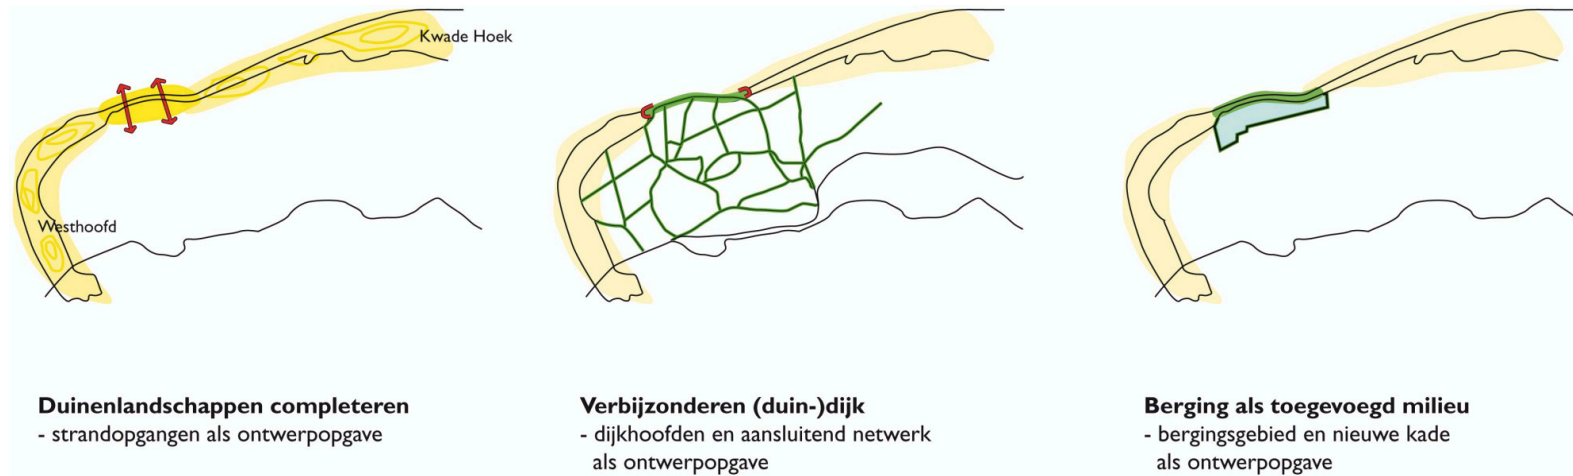 Kwade Hoek
Westhoofd
Duinenlandschappen completeren
- strandopgangen als ontwerpopgave
Verbijzonderen (duin-)dijk
- dijkhoofden en aansluitend netwerk
als ontwerpopgave
Berging als toegevoegd milieu
- bergingsgebied en nieuwe kade
als ontwerpopgave